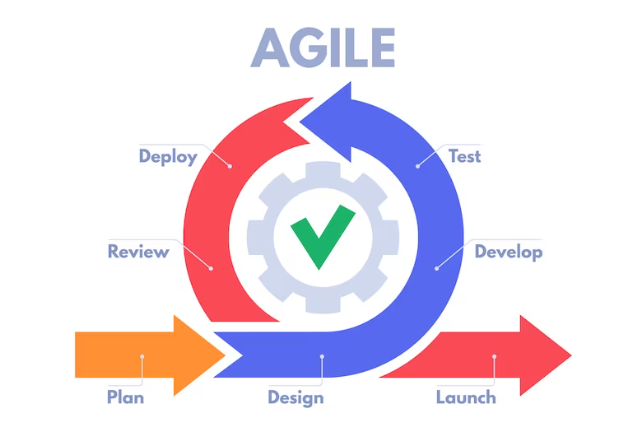 AGILE
Deploy
Test
Review
Develop
Plan
Design
Launch